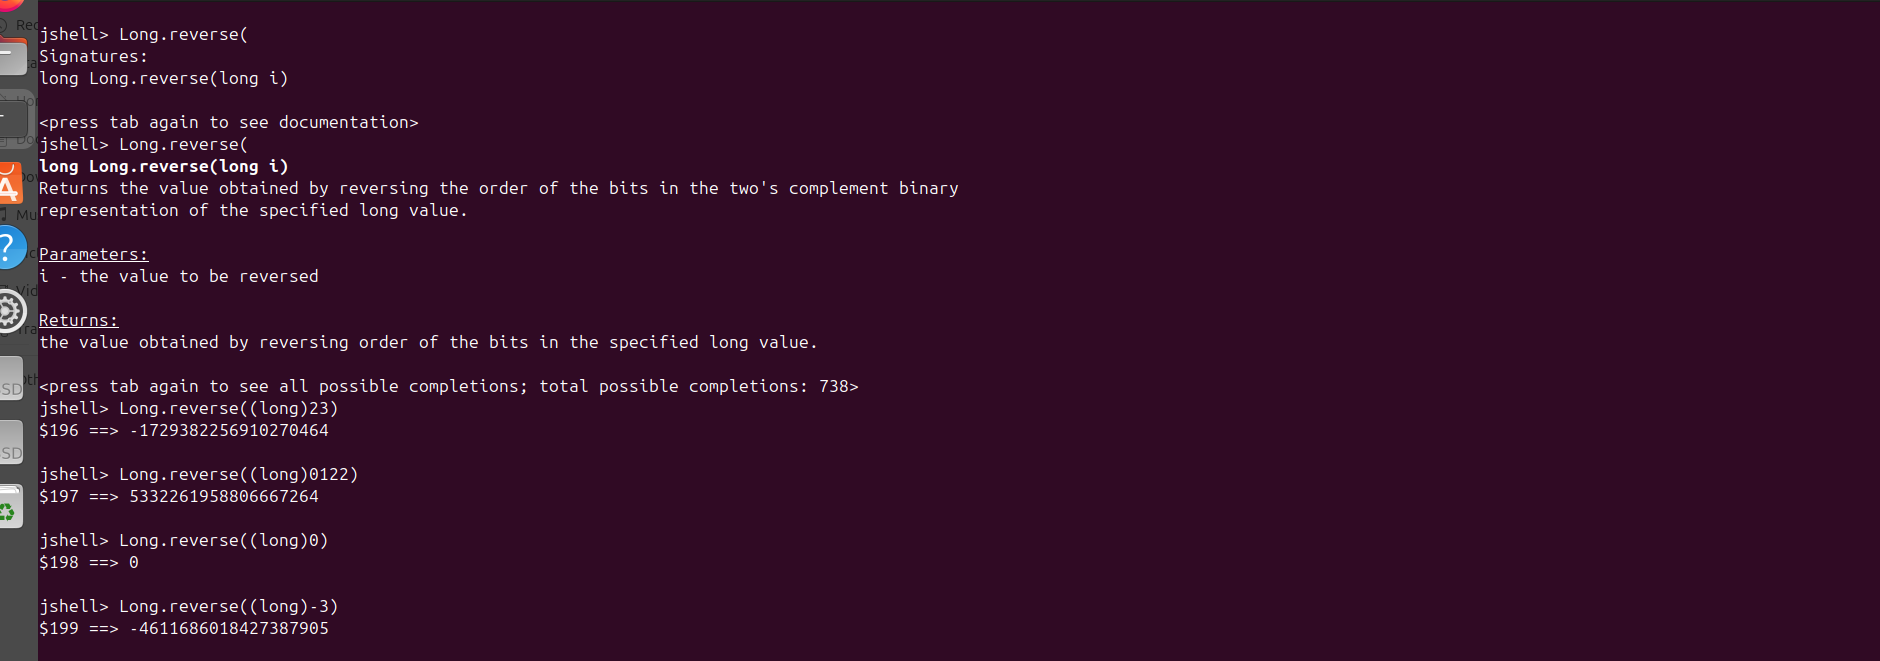 jshell> Long.reverse(
Signatures:
long Long.reverse(long i)
<press tab again to see documentation>
jshell> Long.reverse(
long Long.reverse(long i)
Returns the value obtained by reversing the order of the bits in the two's complement binary
representation of the specified long value.
Parameters:
i - the value to be reversed
Returns:
the value obtained by reversing order of the bits in the specified long value.
<press tab again to see all possible completions; total possible completions: 738>
jshell> Long.reverse((long)23)
$196 ==> -1729382256910270464
jshell> Long.reverse((long)0122)
$197 ==> 5332261958806667264
jshell> Long.reverse((long)0)
$198 ==> 0
jshell> Long.reverse((long)-3)
$199 ==> -4611686018427387905